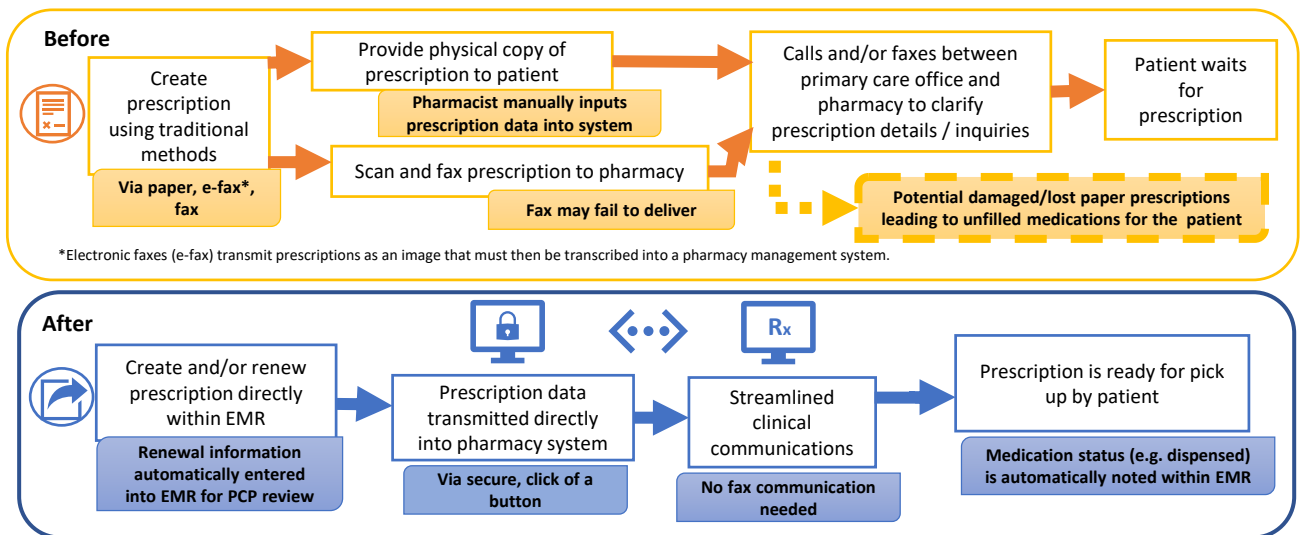 Before
Create
prescription
using traditional
methods
Via paper, e-fax*,
fax
Provide physical copy of
prescription to patient
Pharmacist manually inputs
prescription data into system
Scan and fax prescription to pharmacy
Fax may fail to deliver
Calls and/or faxes between
primary care office and
pharmacy to clarify
prescription details / inquiries
Patient waits
for
prescription
Potential damaged/lost paper prescriptions
leading to unfilled medications for the patient
*Electronic faxes (e-fax) transmit prescriptions as an image that must then be transcribed into a pharmacy management system.
After
Create and/or renew
prescription directly
within EMR
Renewal information
automatically entered
into EMR for PCP review
Prescription data
transmitted directly
into pharmacy system
Via secure, click of a
button
Rx
Streamlined
clinical
communications
No fax communication
needed
Prescription is ready for pick
up by patient
Medication status (e.g. dispensed)
is automatically noted within EMR